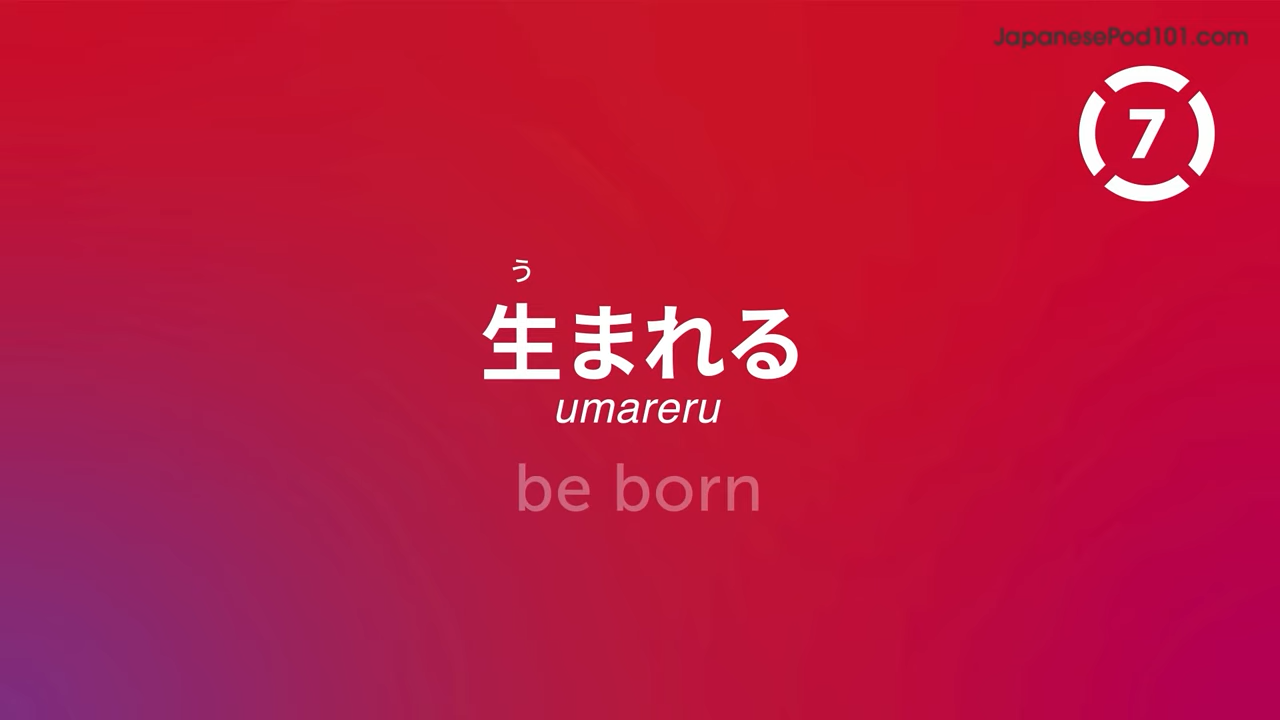 JapanesePod101.com
7
う
生まれる
umareru
be born